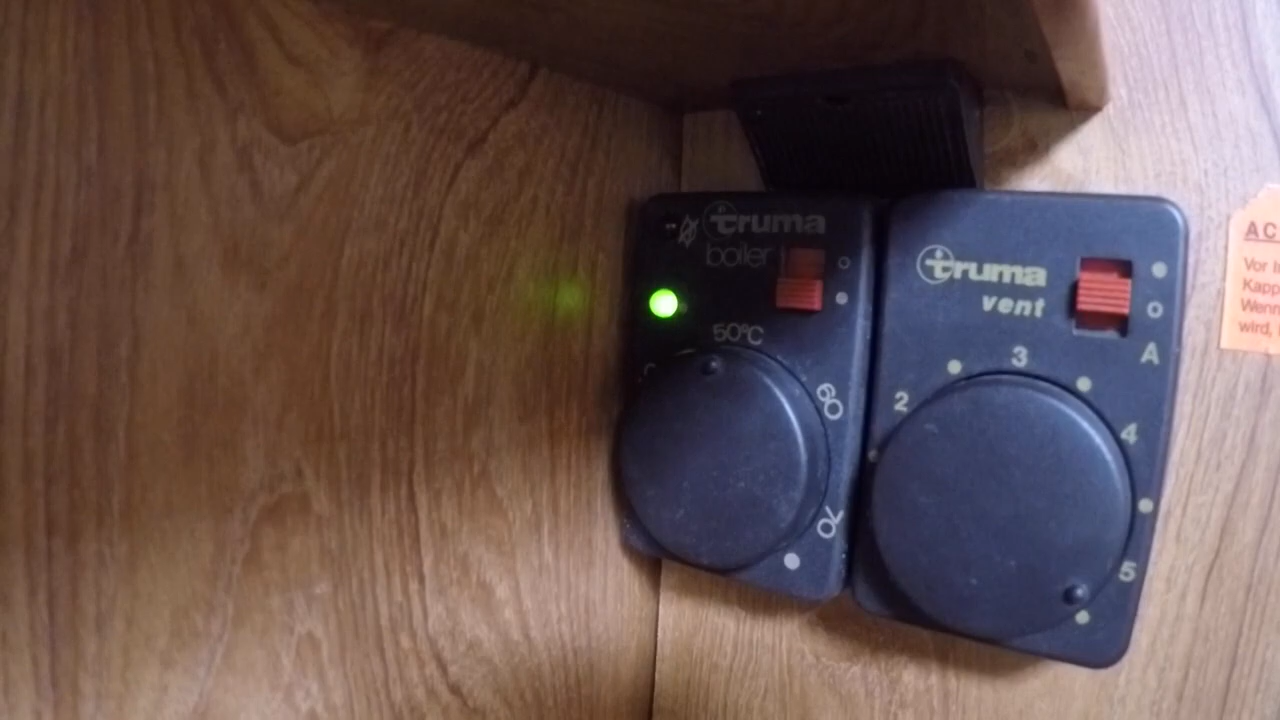 truma
boiler
50°C
60
70
truma
vent
A
2
3
4
5
AC
Vor
Kapp
Wenn
wird,